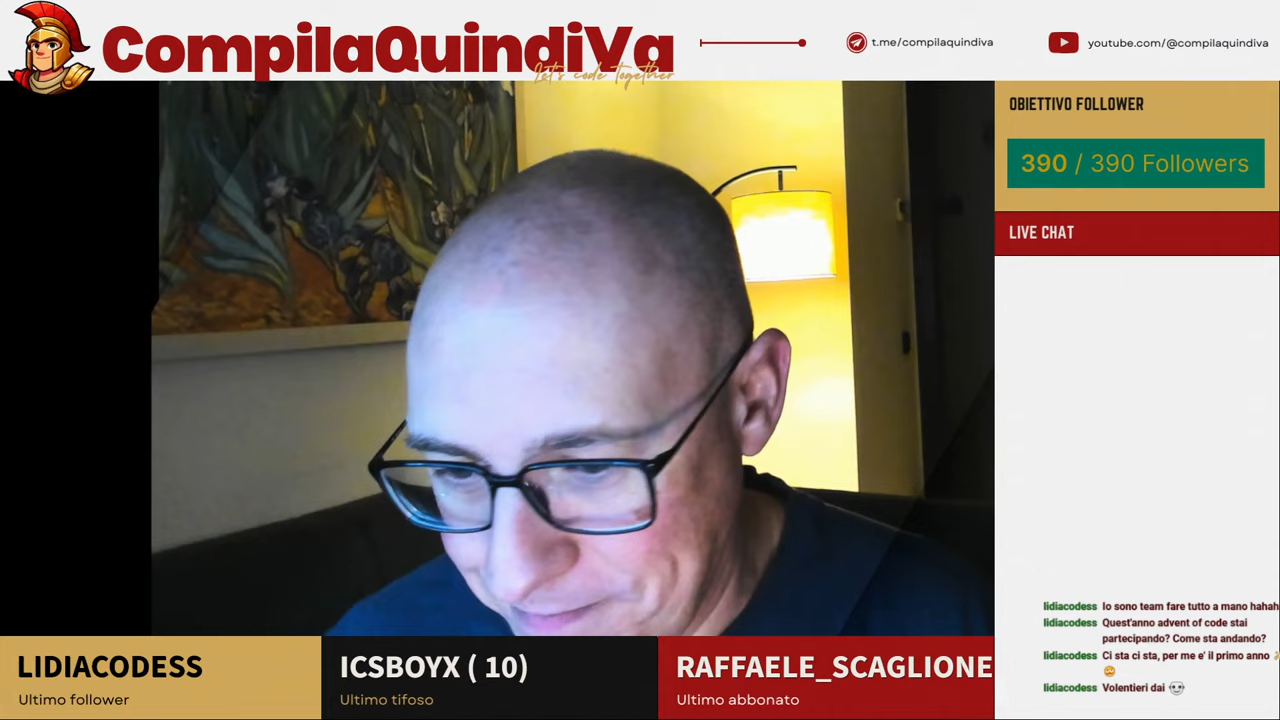 CompilaQuindiVa
Let's code together
t.me/compilaquindiva
youtube.com/@compilaquindiva
OBIETTIVO FOLLOWER
390 / 390 Followers
LIVE CHAT
lidiacodess Io sono team fare tutto a mano hahah
lidiacodess Quest'anno advent of code stai
partecipando? Come sta andando?
lidiacodess Ci sta ci sta, per me e' il primo anno
lidiacodess Volentieri dai
LIDIACODESS
Ultimo follower
ICSBOYX ( 10)
Ultimo tifoso
RAFFAELE_SCAGLIONE
Ultimo abbonato